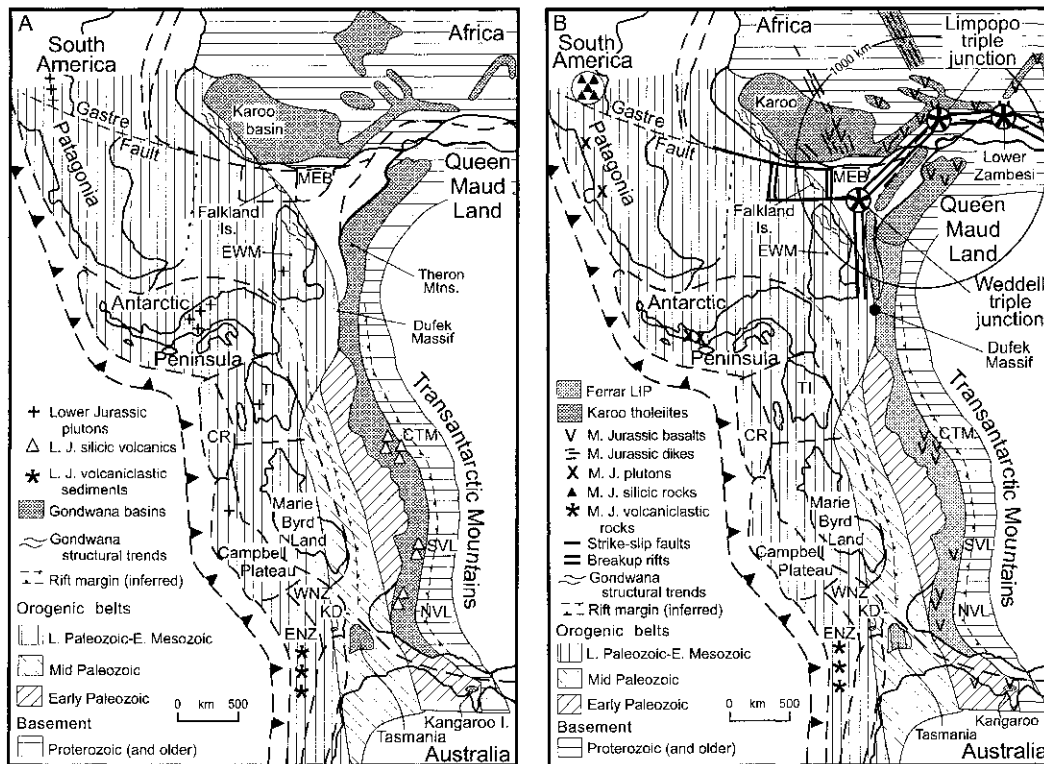 A
South
America
Africa
Gastre
Karoo
basin
Patagonia
Fault
MEB
Queen
Maud
Land
Falkland
Is.
EWM
Theron
Mtns.
Antarctic
Peninsula
Dufek
Massif
TI
Transantarctic Mountains
CR
CTM
Marie
Byrd
Land
SVL
Campbell
Plateau
WNZ
KD
NVL
ENZ
Kangaroo I.
Tasmania
Australia
+ Lower Jurassic
plutons
△ L. J. silicic volcanics
* L. J. volcaniclastic
sediments
Gondwana basins
Gondwana
structural trends
Rift margin (inferred)
Orogenic belts
L. Paleozoic-E. Mesozoic
Mid Paleozoic
Early Paleozoic
Basement
Proterozoic (and older)
0 km 500
B
South
America
Africa
Limpopo
triple
junction
1000 km
Gastre
Karoo
Patagonia
Fault
MEB
Lower
Zambesi
Falkland
Is.
Queen
Maud
Land
EWM
Weddell
triple
junction
Antarctic
Peninsula
Dufek
Massif
TI
Transantarctic Mountains
CR
CTM
Marie
Byrd
Land
SVL
Campbell
Plateau
WNZ
KD
NVL
ENZ
Kangaroo
Tasmania
Australia
Ferrar LIP
Karoo tholeiites
V M. Jurassic basalts
M. Jurassic dikes
X M. J. plutons
▲ M. J. silicic rocks
* M. J. volcaniclastic
rocks
Strike-slip faults
Breakup rifts
Gondwana
structural trends
Rift margin (inferred)
Orogenic belts
L. Paleozoic-E. Mesozoic
Mid Paleozoic
Early Paleozoic
Basement
Proterozoic (and older)
0 km 500